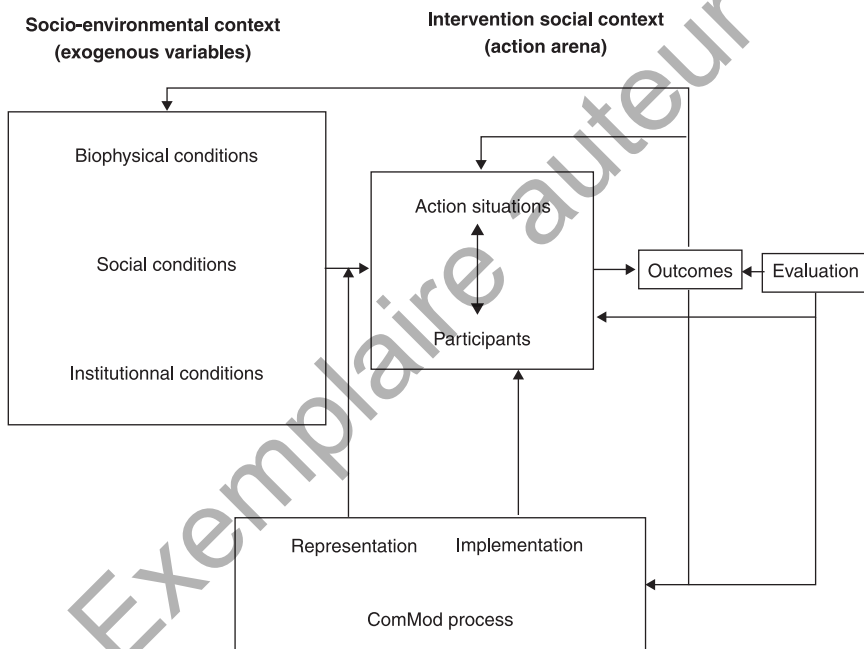 Socio-environmental context
(exogenous variables)
Intervention social context
(action arena)
Biophysical conditions
Social conditions
Institutionnal conditions
Action situations
Participants
Outcomes
Evaluation
Representation
Implementation
ComMod process
Exemplaire auteur